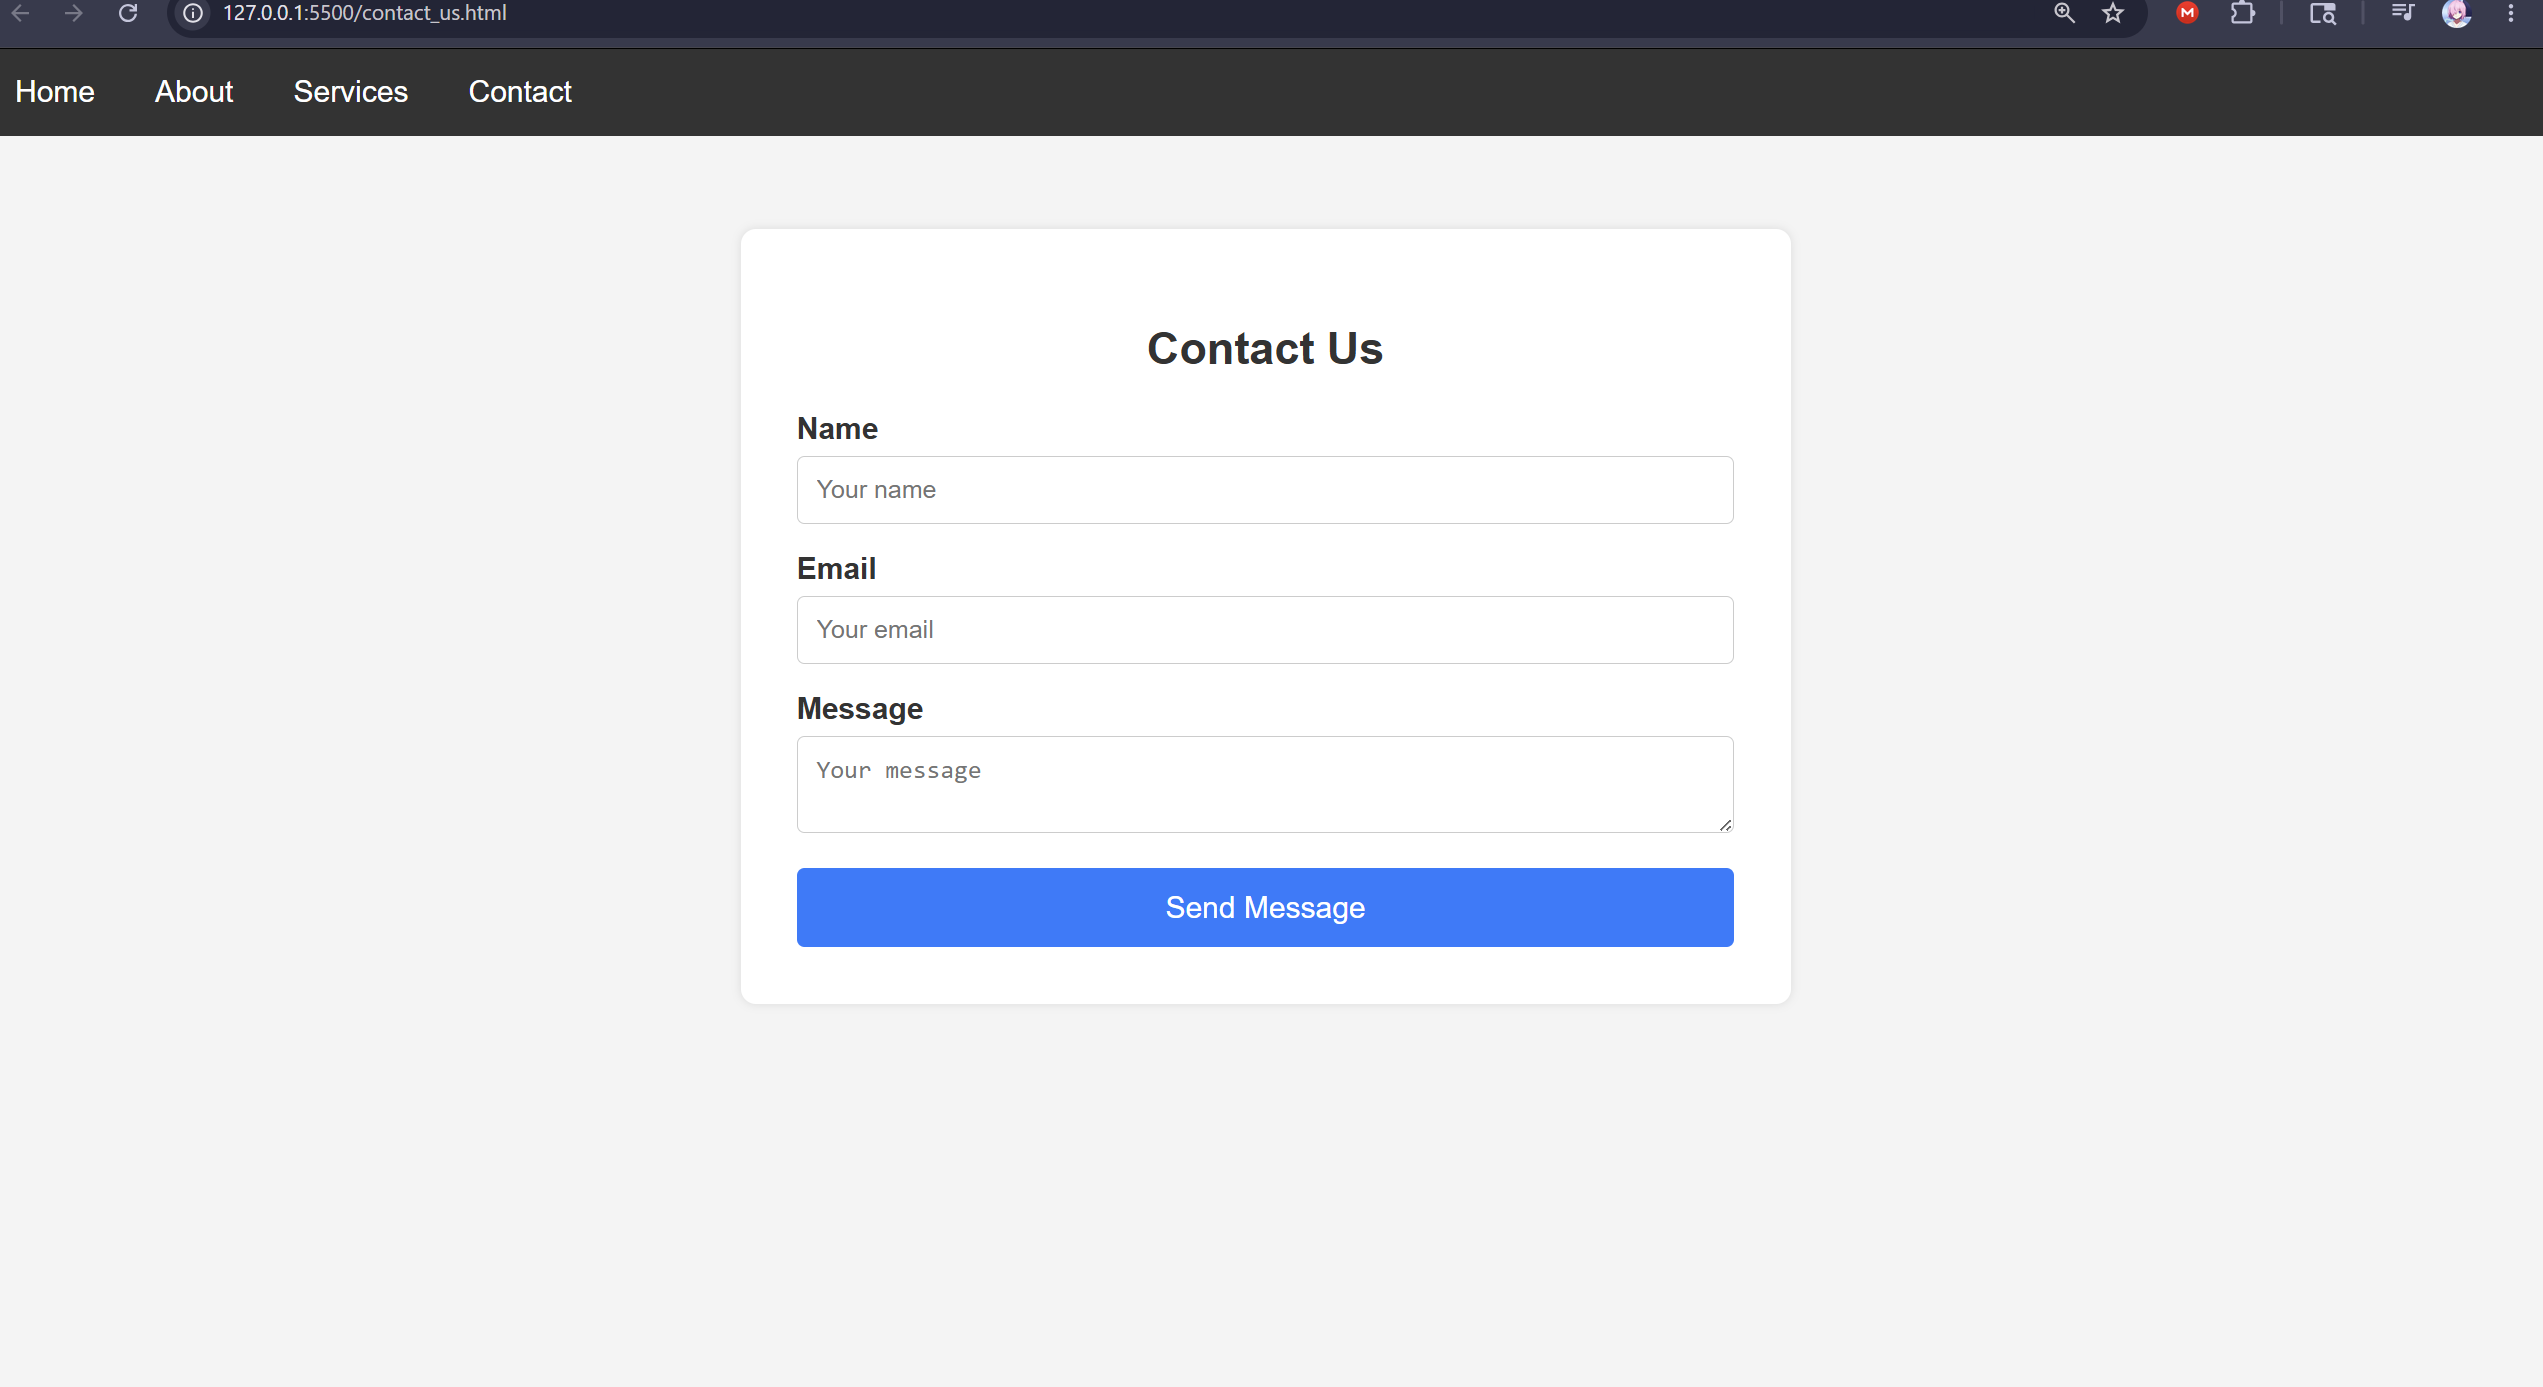 127.0.0.1:5500/contact_us.html
Home About Services Contact
Contact Us
Name
Your name
Email
Your email
Message
Your message
Send Message